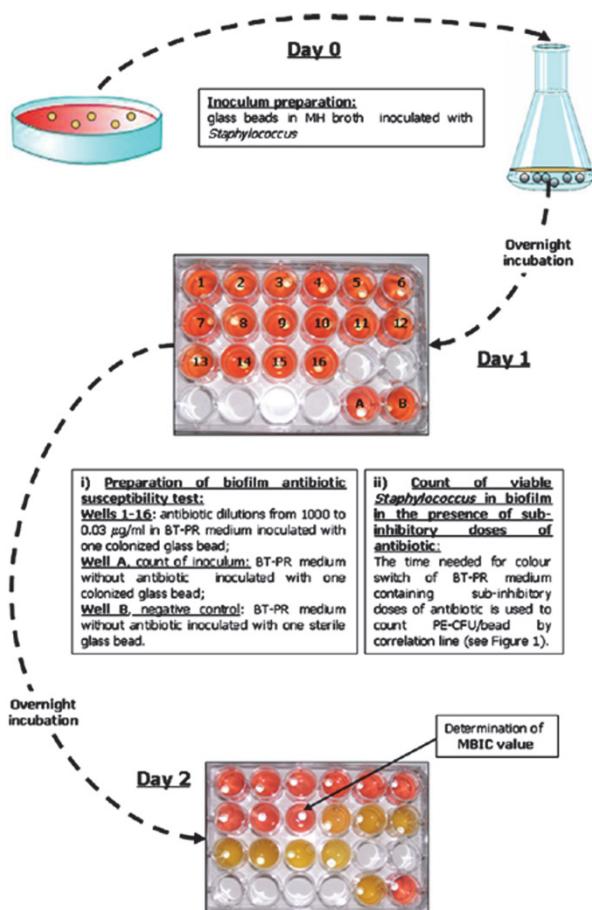 Day 0
Inoculum preparation:
glass beads in MH broth inoculated with
Staphylococcus
Overnight
incubation
1 2 3 4 5 6
7 8 9 10 11 12
13 14 15 16
A B
Day 1
i) Preparation of biofilm antibiotic
susceptibility test:
Wells 1-16: antibiotic dilutions from 1000 to
0.03 µg/ml in BT-PR medium inoculated with
one colonized glass bead;
Well A, count of inoculum: BT-PR medium
without antibiotic inoculated with one
colonized glass bead;
Well B, negative control: BT-PR medium
without antibiotic inoculated with one sterile
glass bead.
ii) Count of viable
Staphylococcus in biofilm
in the presence of sub-
inhibitory doses of
antibiotic:
The time needed for colour
switch of BT-PR medium
containing sub-inhibitory
doses of antibiotic is used to
count PE-CFU/bead by
correlation line (see Figure 1).
Overnight
incubation
Determination of
MBIC value
Day 2